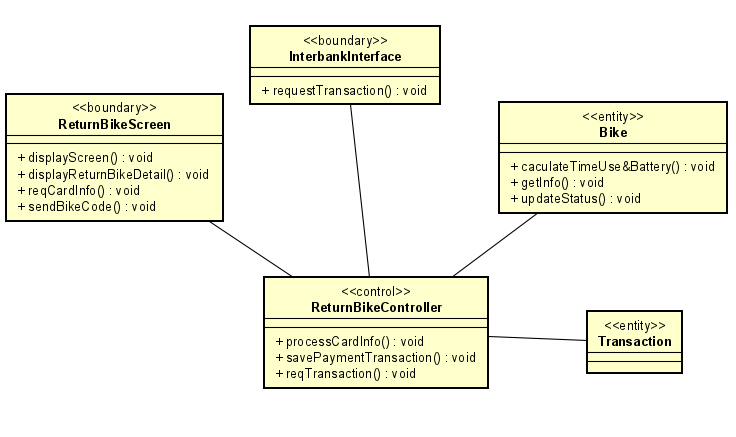 <<boundary>>
InterbankInterface
+ requestTransaction() : void
<<boundary>>
ReturnBikeScreen
+ displayScreen() : void
+ displayReturnBikeDetail() : void
+ reqCardInfo() : void
+ sendBikeCode() : void
<<entity>>
Bike
+ caculateTimeUse&Battery() : void
+ getInfo() : void
+ updateStatus() : void
<<control>>
ReturnBikeController
+ processCardInfo() : void
+ savePaymentTransaction() : void
+ reqTransaction() : void
<<entity>>
Transaction